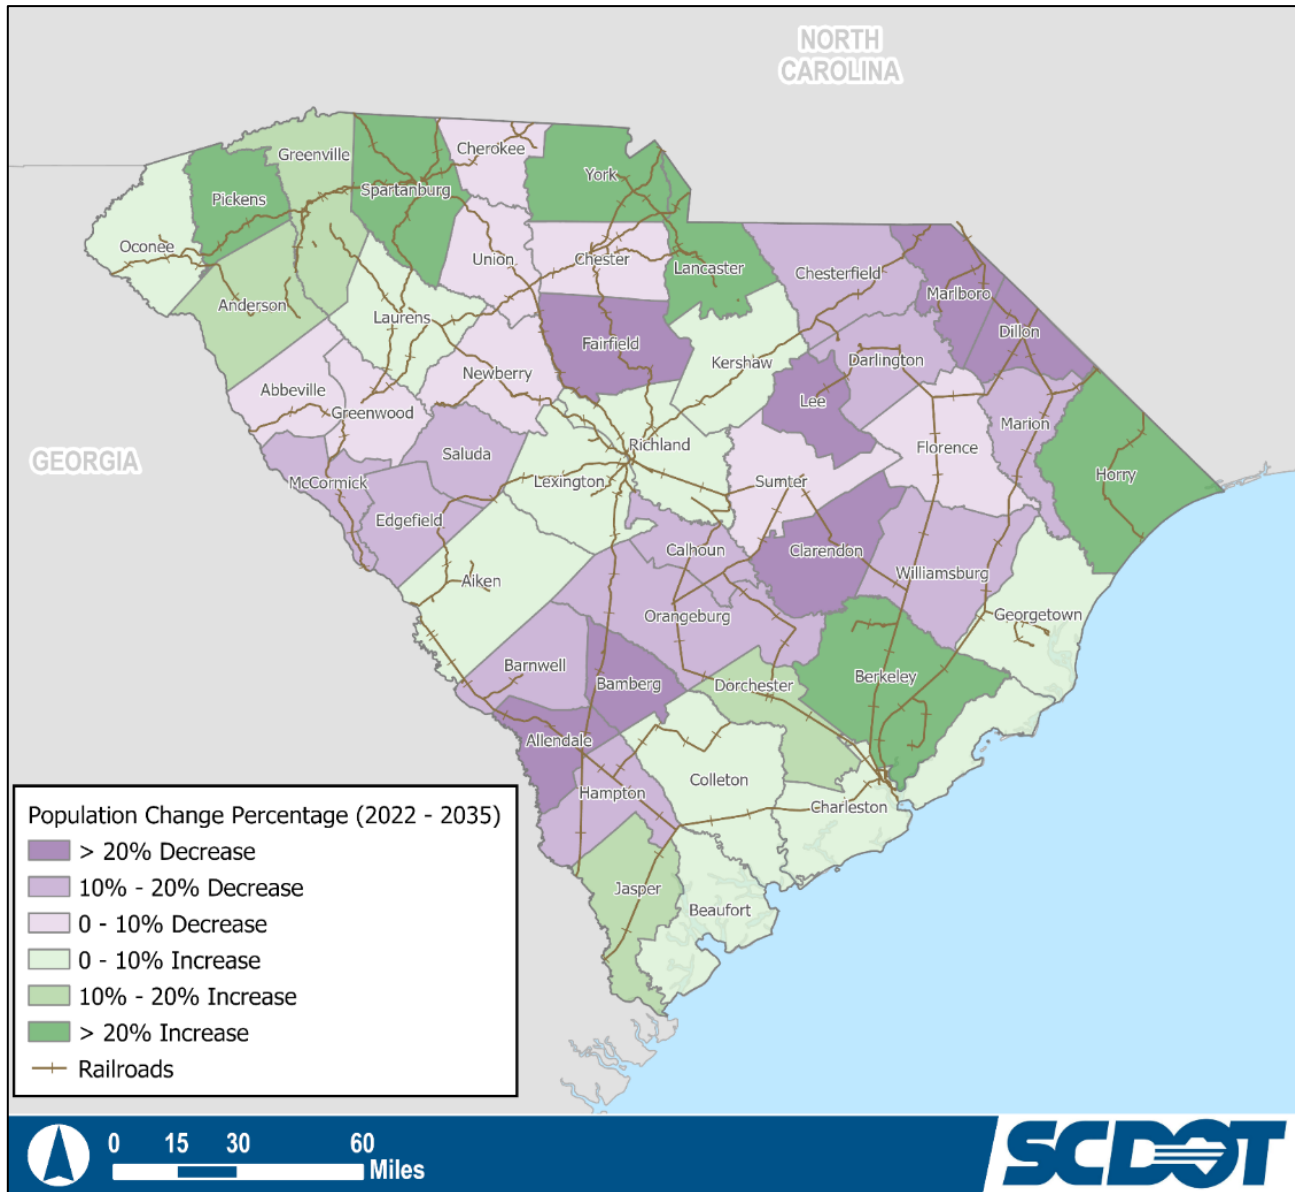 NORTH
CAROLINA
Cherokee
Greenville
York
Spartanburg
Pickens
Oconee
Union
Chester
Lancaster
Chesterfield
Marlboro
Anderson
Laurens
Fairfield
Dillon
Kershaw
Darlington
Newberry
Abbeville
Lee
Greenwood
Marion
Richland
Florence
Saluda
GEORGIA
McCormick
Lexington
Sumter
Horry
Edgefield
Calhoun
Clarendon
Aiken
Williamsburg
Orangeburg
Georgetown
Barnwell
Bamberg
Dorchester
Berkeley
Allendale
Colleton
Hampton
Charleston
Jasper
Beaufort
Population Change Percentage (2022 - 2035)
> 20% Decrease
10% - 20% Decrease
0 - 10% Decrease
0 - 10% Increase
10% - 20% Increase
> 20% Increase
Railroads
0 15 30 60
Miles
SCDOT